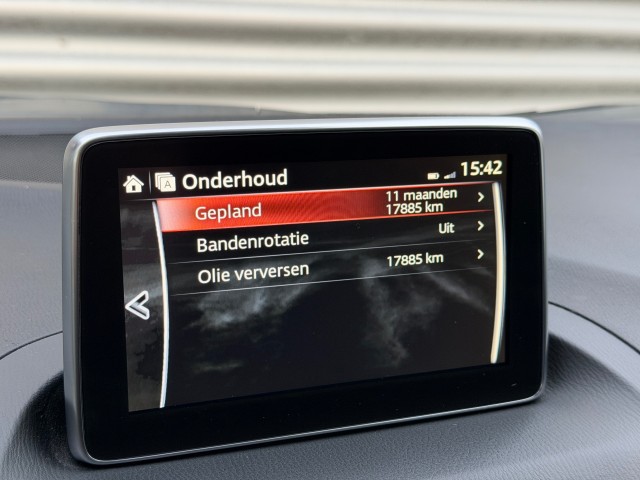 A Onderhoud 15:42
Gepland 11 maanden
17885 km
Bandenrotatie Uit
Olie verversen 17885 km